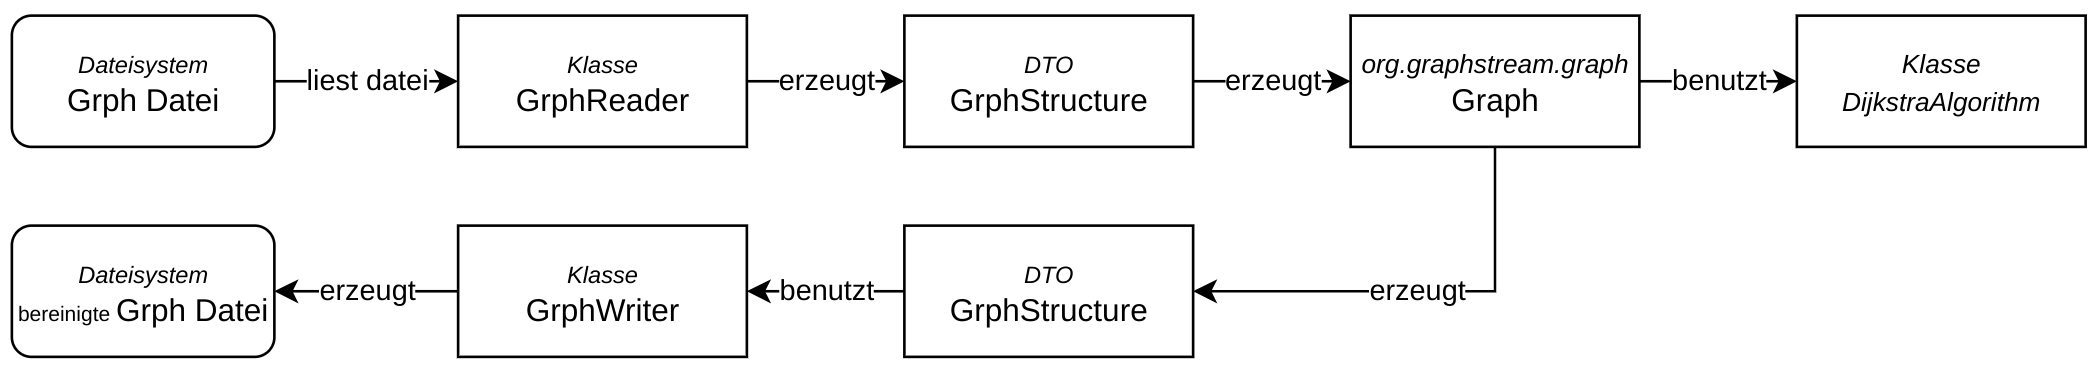 Dateisystem
Grph Datei
liest datei
Klasse
GrphReader
erzeugt
DTO
GrphStructure
erzeugt
org.graphstream.graph
Graph
benutzt
Klasse
DijkstraAlgorithm
Dateisystem
bereinigte Grph Datei
erzeugt
Klasse
GrphWriter
benutzt
DTO
GrphStructure
erzeugt